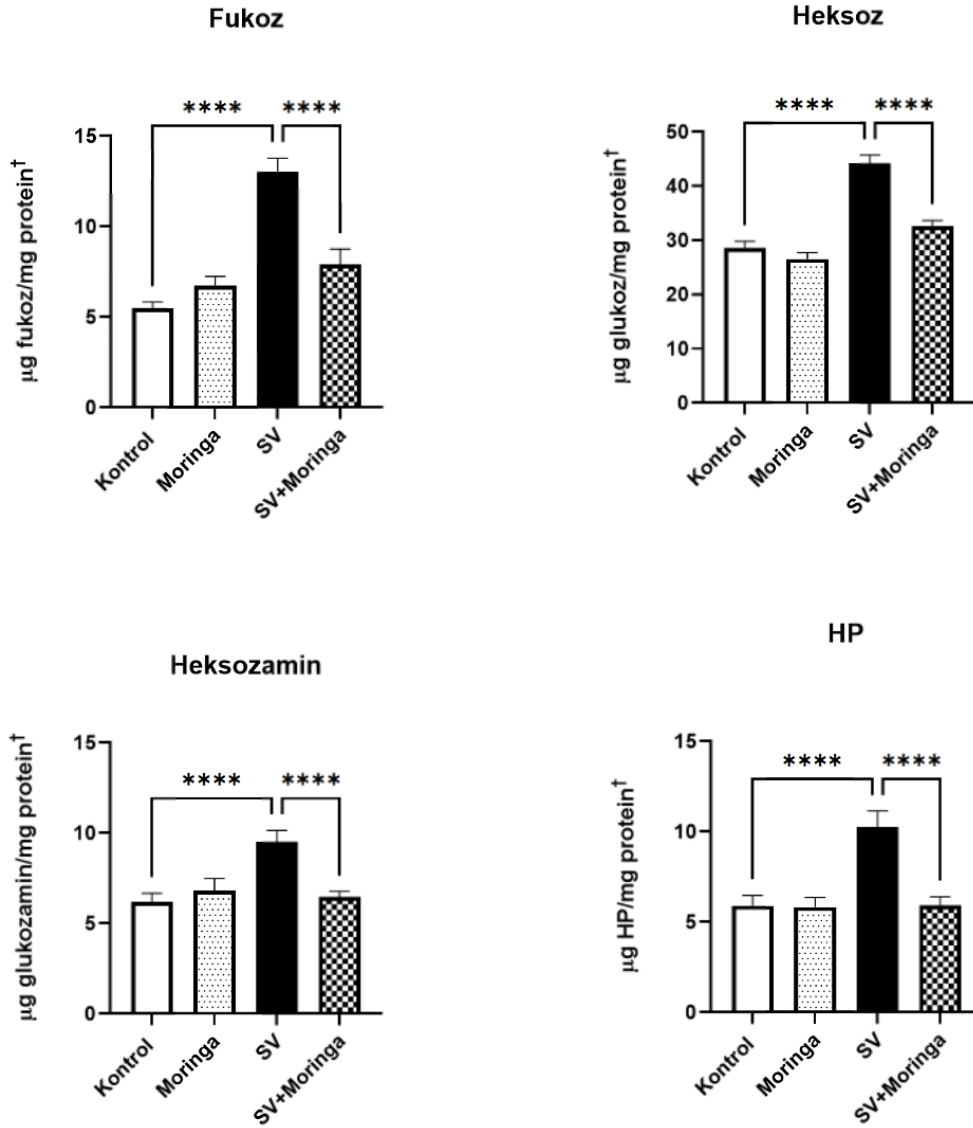 Fukoz
**** ****
μg fukoz/mg protein†
15
10
5
0
Kontrol
Moringa
SV
SV+Moringa
Heksoz
**** ****
μg glukoz/mg protein†
50
40
30
20
10
0
Kontrol
Moringa
SV
SV+Moringa
Heksozamin
**** ****
μg glukozamin/mg protein†
15
10
5
0
Kontrol
Moringa
SV
SV+Moringa
HP
**** ****
μg HP/mg protein†
15
10
5
0
Kontrol
Moringa
SV
SV+Moringa